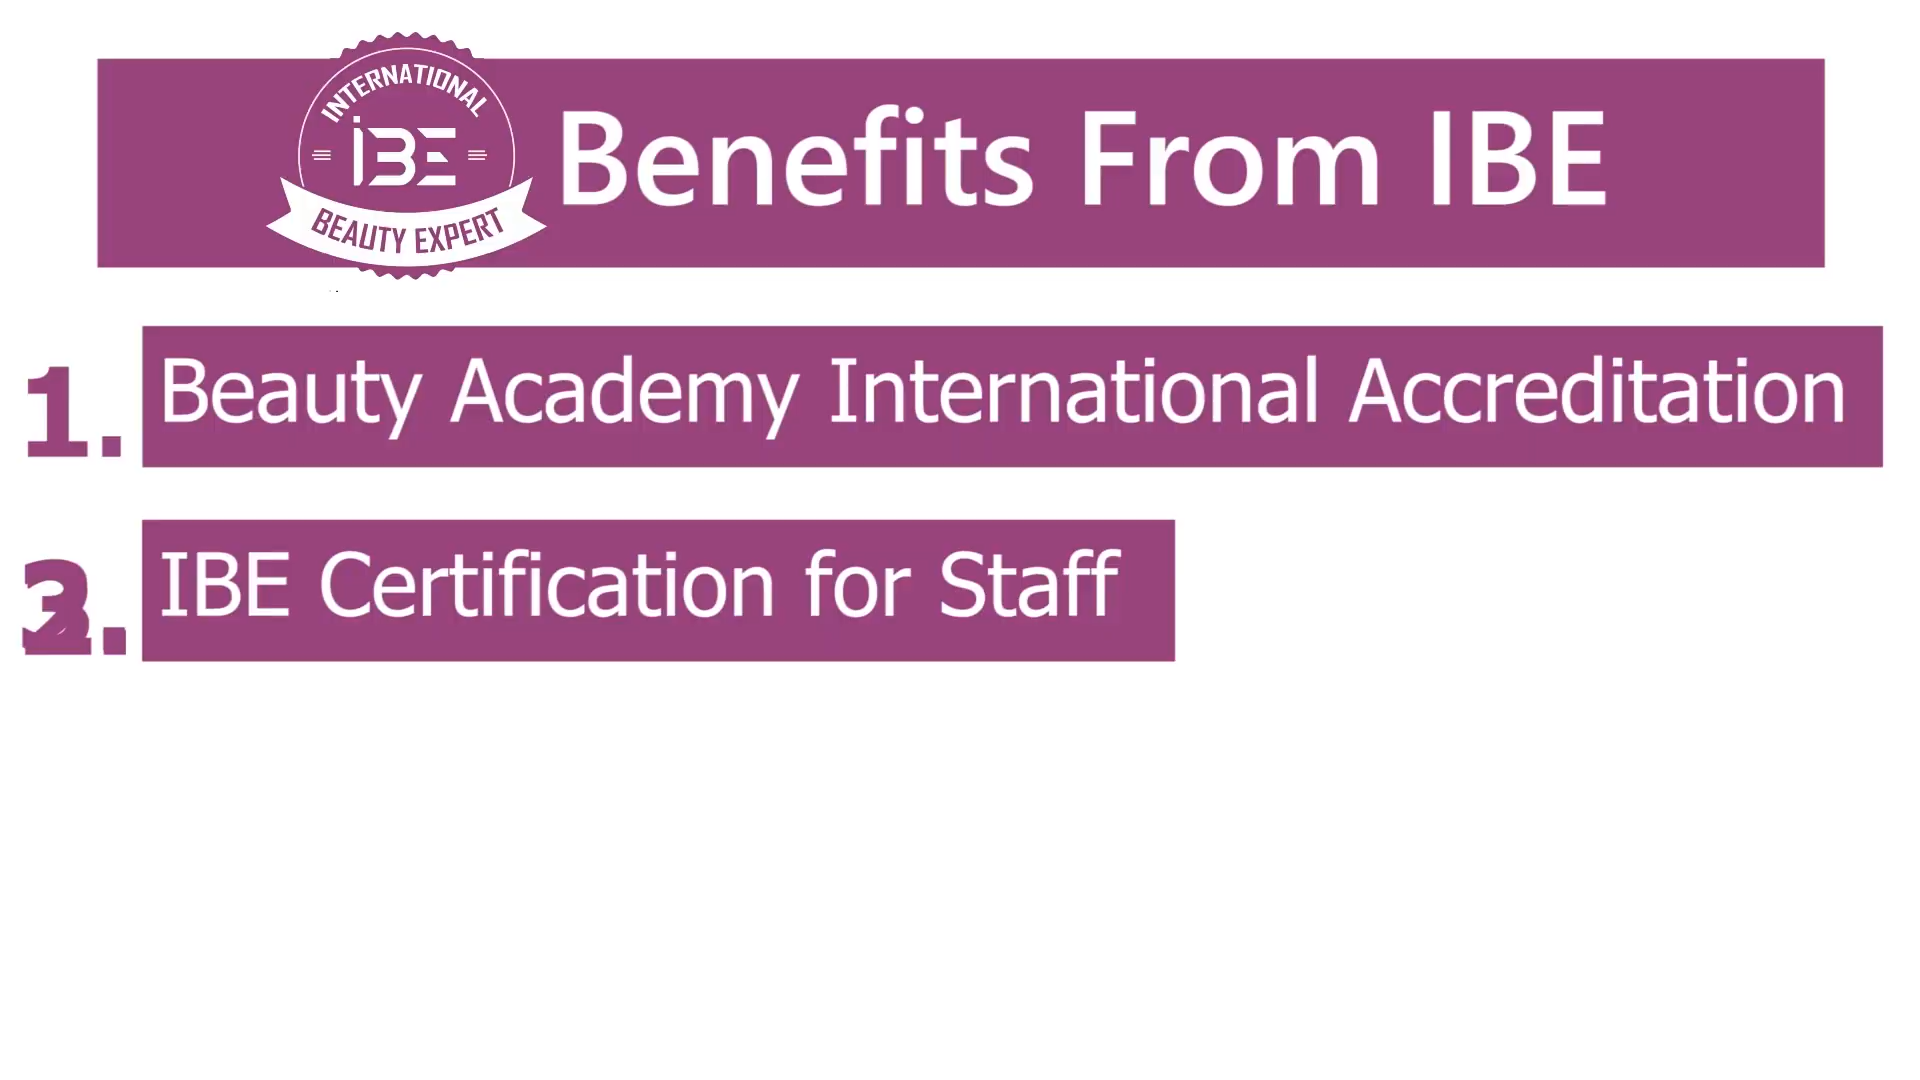 INTERNATIONAL
iBE
BEAUTY EXPERT
Benefits From IBE
1. Beauty Academy International Accreditation
IBE Certification for Staff